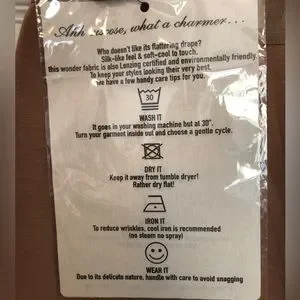 Ahh viscose, what a charmer...
Who doesn't like its flattering drape?
Silk-like feel & soft-cool to touch,
this wonder fabric is also Lenzing certified and environmentally friendly
To keep your styles looking their very best,
we have a few handy care tips for you.
30
WASH IT
It goes in your washing machine but at 30°.
Turn your garment inside out and choose a gentle cycle.
DRY IT
Keep it away from tumble dryer!
Rather dry flat!
IRON IT
To reduce wrinkles, cool iron is recommended
(no steam no spray)
WEAR IT
Due to its delicate nature, handle with care to avoid snagging